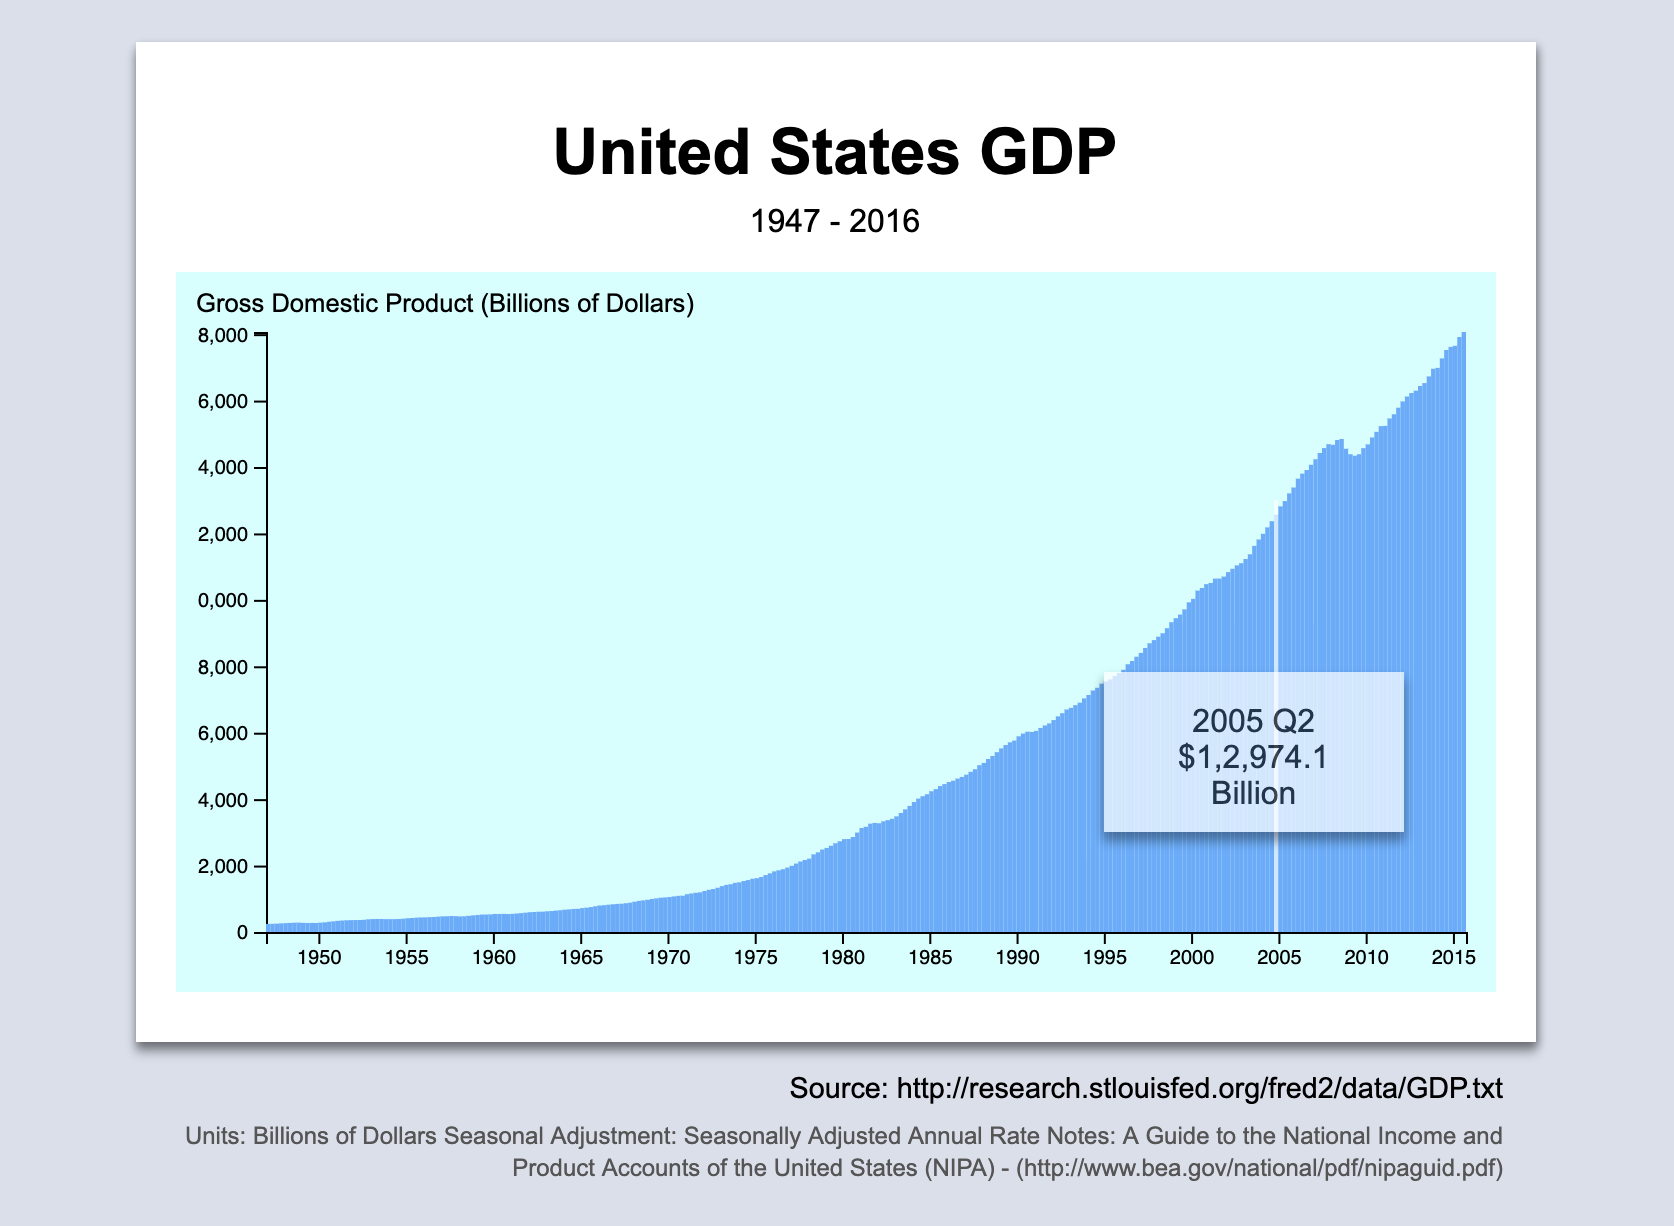 United States GDP
1947 - 2016
Gross Domestic Product (Billions of Dollars)
8,000
6,000
4,000
2,000
0,000
8,000
6,000
4,000
2,000
0
2005 Q2
$1,2,974.1
Billion
1950 1955 1960 1965 1970 1975 1980 1985 1990 1995 2000 2005 2010 2015
Source: http://research.stlouisfed.org/fred2/data/GDP.txt
Units: Billions of Dollars Seasonal Adjustment: Seasonally Adjusted Annual Rate Notes: A Guide to the National Income and
Product Accounts of the United States (NIPA) - (http://www.bea.gov/national/pdf/nipaguid.pdf)